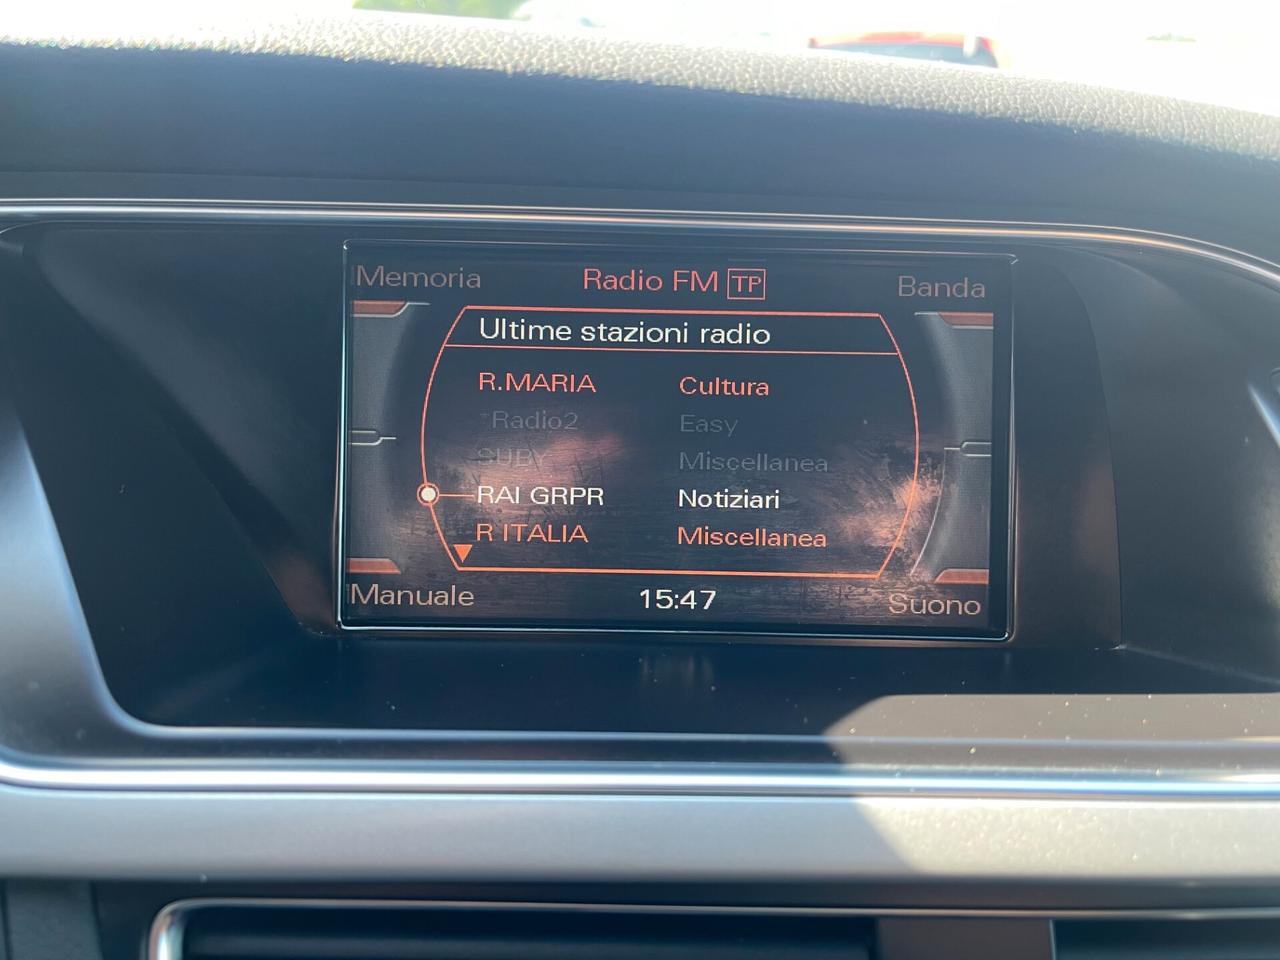 Memoria Radio FM TP Banda
Ultime stazioni radio
R.MARIA Cultura
Radio2 Easy
SUBY Miscellanea
RAI GRPR Notiziari
R ITALIA Miscellanea
Manuale 15:47 Suono